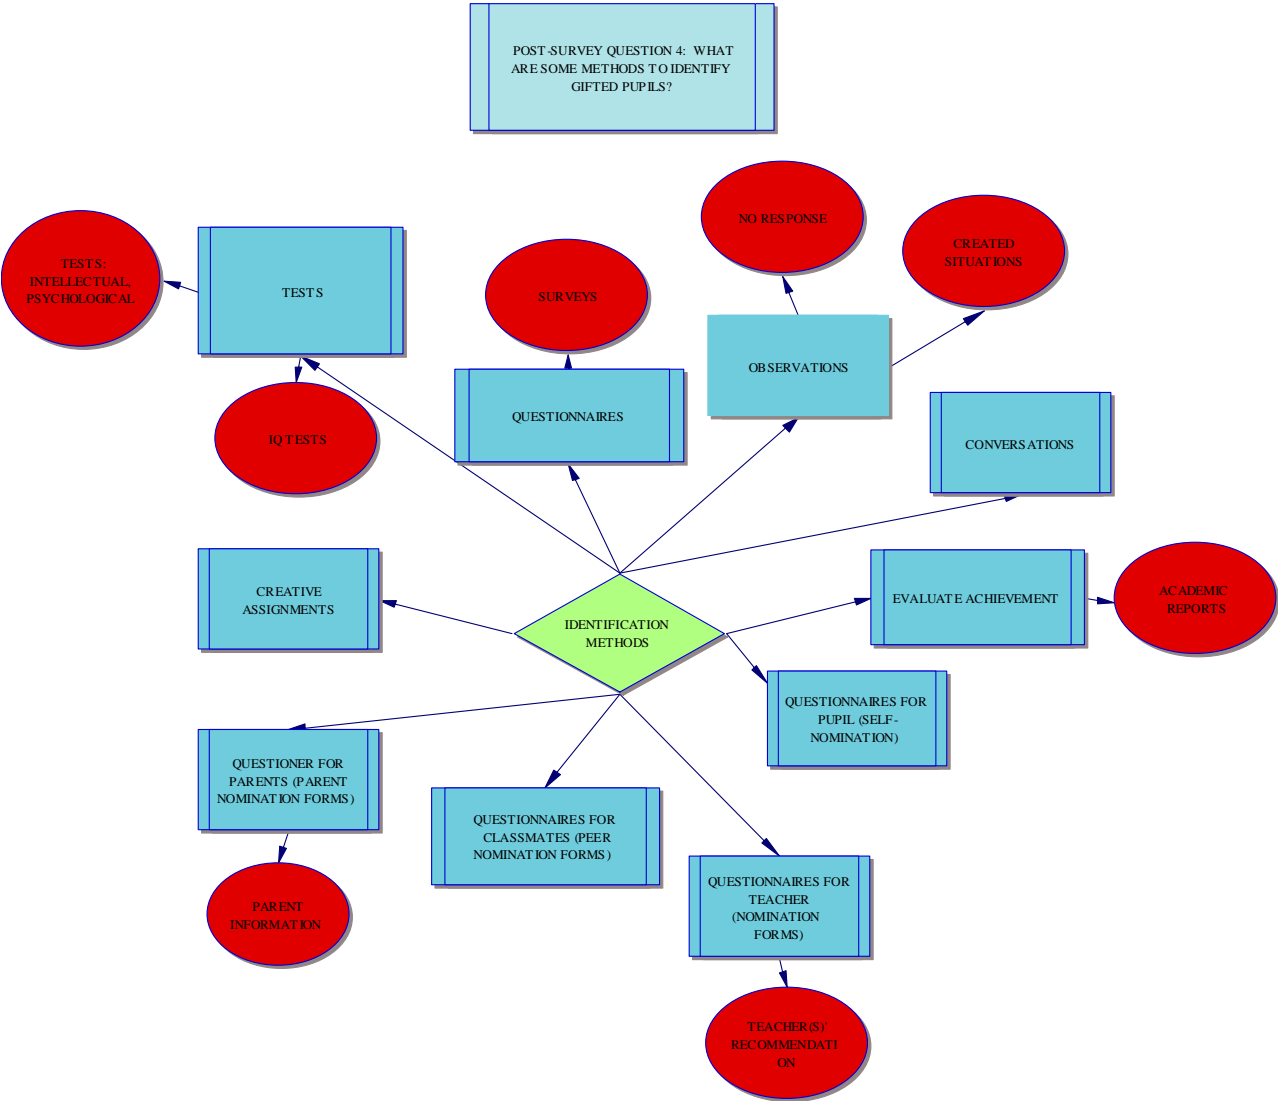 POST-SURVEY QUESTION 4: WHAT
ARE SOME METHODS TO IDENTIFY
GIFTED PUPILS?
NO RESPONSE
CREATED
SITUATIONS
TESTS:
INTELLECTUAL,
PSYCHOLOGICAL
TESTS
SURVEYS
OBSERVATIONS
QUESTIONNAIRES
IQ TESTS
CONVERSATIONS
CREATIVE
ASSIGNMENTS
IDENTIFICATION
METHODS
EVALUATE ACHIEVEMENT
ACADEMIC
REPORTS
QUESTIONNAIRES FOR
PUPIL (SELF-
NOMINATION)
QUESTIONER FOR
PARENTS (PARENT
NOMINATION FORMS)
QUESTIONNAIRES FOR
CLASSMATES (PEER
NOMINATION FORMS)
QUESTIONNAIRES FOR
TEACHER
(NOMINATION
FORMS)
PARENT
INFORMATION
TEACHER(S)'
RECOMMENDATI
ON